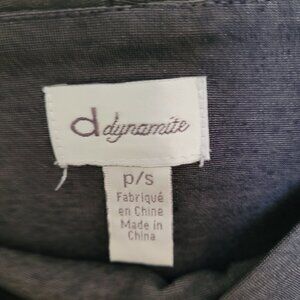 d dynamite
p/s
Fabriqué
en Chine
Made in
China